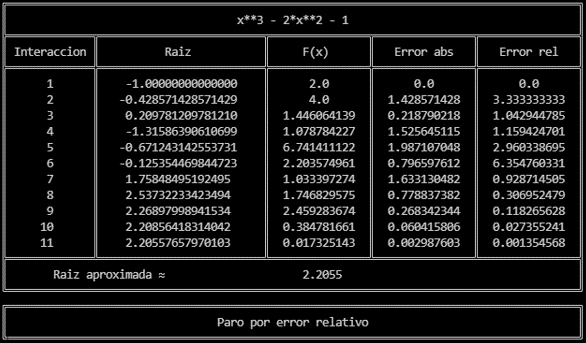 x**3 - 2*x**2 - 1
Interaccion Raiz F(x) Error abs Error rel
1 -1.00000000000000 2.0 0.0 0.0
2 -0.428571428571429 4.0 1.428571428 3.333333333
3 0.209781209781210 1.446064139 0.218790218 1.042944785
4 -1.31586390610699 1.078784227 1.525645115 1.159424701
5 -0.671243142553731 6.741411122 1.987107048 2.960338695
6 -0.125354469844723 2.203574961 0.796597612 6.354760331
7 1.75848495192495 1.033397274 1.633130482 0.928714505
8 2.53732233423494 1.746829575 0.778837382 0.306952479
9 2.26897998941534 2.459283674 0.268342344 0.118265628
10 2.20856418314042 0.384781661 0.060415806 0.027355241
11 2.20557657970103 0.017325143 0.002987603 0.001354568
Raiz aproximada ≈ 2.2055
Paro por error relativo